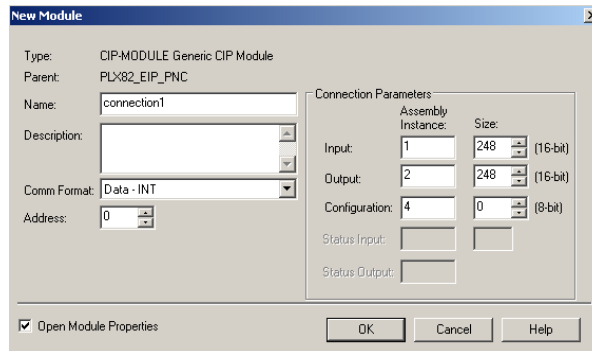 New Module
Type: CIP-MODULE Generic CIP Module
Parent: PLX82_EIP_PNC
Name: connection1
Description:
Comm Format: Data - INT
Address: 0
Connection Parameters
Assembly Instance: Size:
Input: 1 248 (16-bit)
Output: 2 248 (16-bit)
Configuration: 4 0 (8-bit)
Status Input:
Status Output:
Open Module Properties
OK Cancel Help